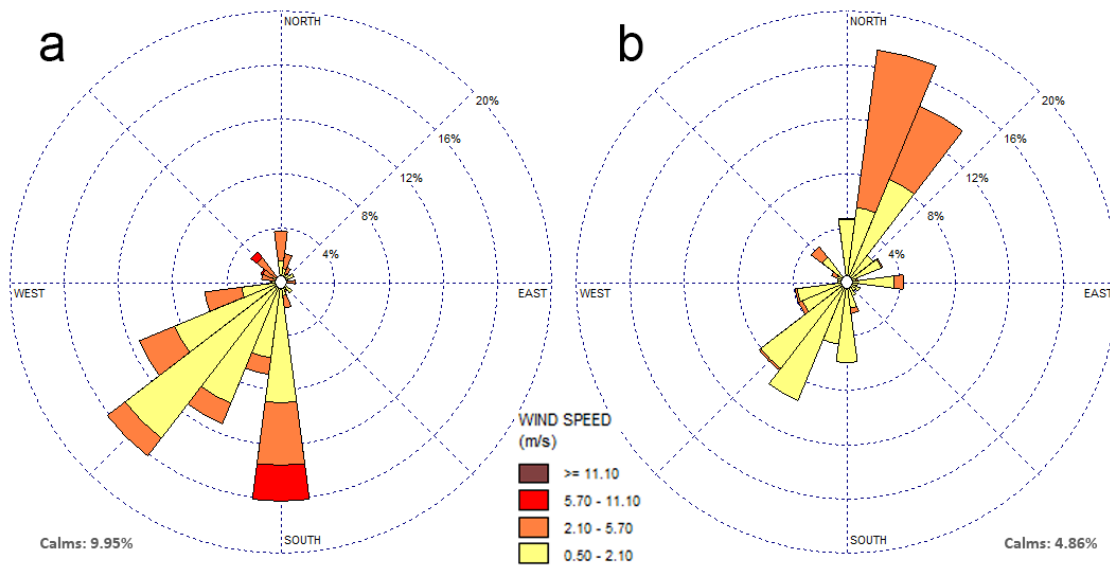 a
NORTH
20%
16%
12%
8%
4%
WEST
EAST
SOUTH
Calms: 9.95%
b
NORTH
20%
16%
12%
8%
4%
WEST
EAST
SOUTH
Calms: 4.86%
WIND SPEED
(m/s)
>= 11.10
5.70 - 11.10
2.10 - 5.70
0.50 - 2.10